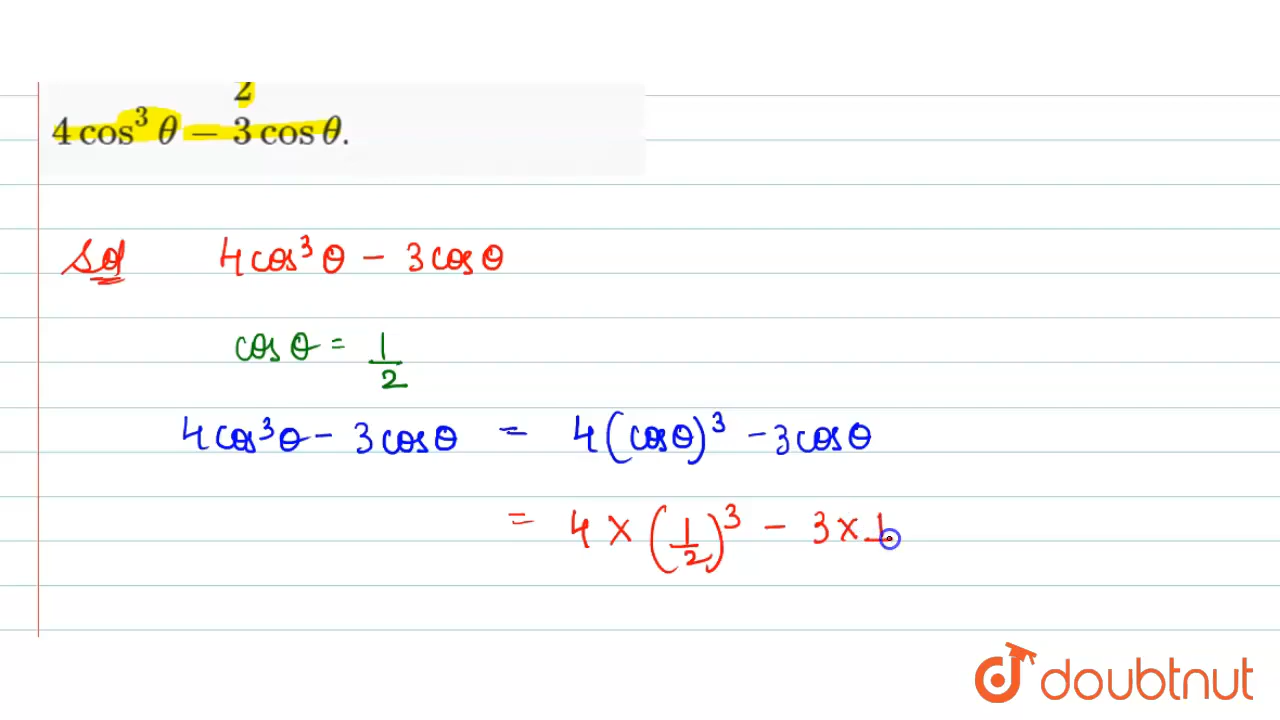 2
4 cos³ θ − 3 cos θ.
Sol 4cos³θ − 3cosθ
cosθ = 1/2
4cos³θ − 3cosθ = 4(cosθ)³ − 3cosθ
= 4 × (1/2)³ − 3 × 1
doubtnut